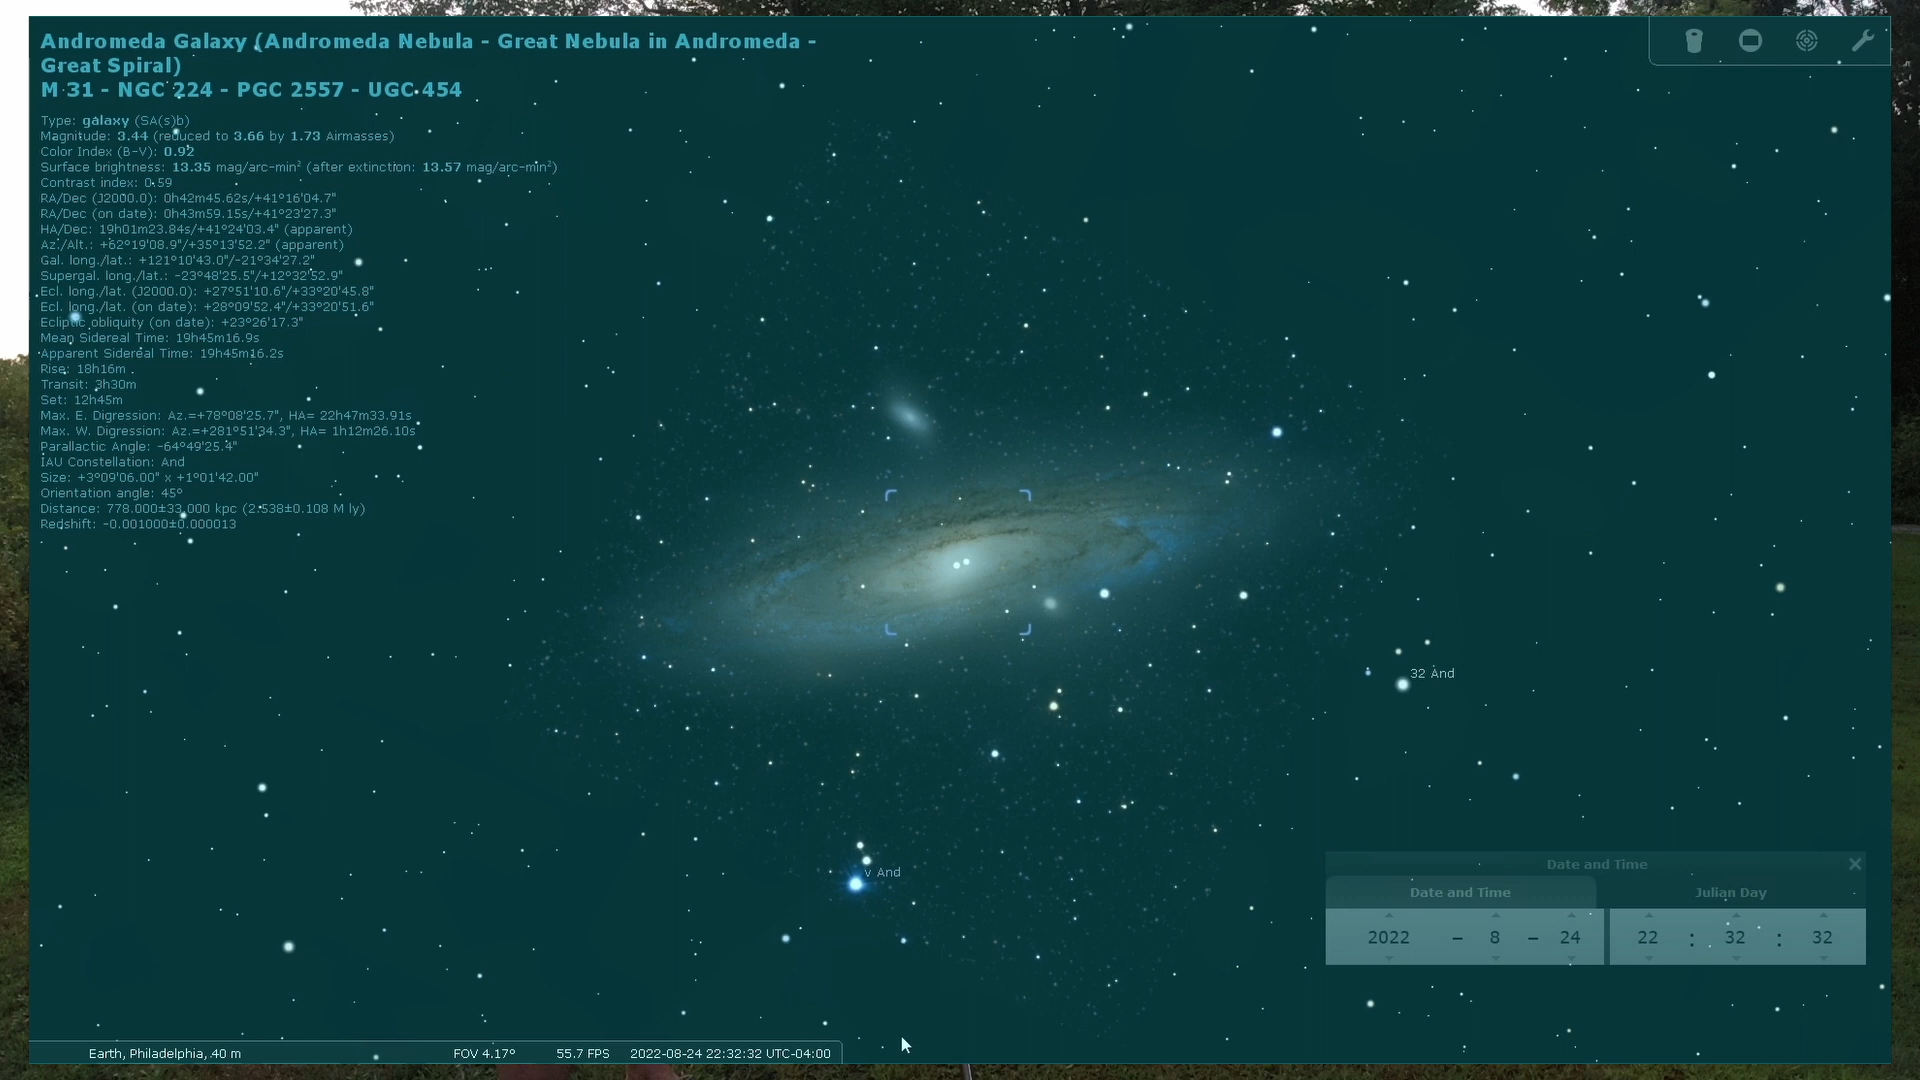 Andromeda Galaxy (Andromeda Nebula - Great Nebula in Andromeda -
Great Spiral)
M 31 - NGC 224 - PGC 2557 - UGC 454
Type: galaxy (SA(s)b)
Magnitude: 3.44 (reduced to 3.66 by 1.73 Airmasses)
Color Index (B-V): 0.92
Surface brightness: 13.35 mag/arc-min² (after extinction: 13.57 mag/arc-min²)
Contrast index: 0.59
RA/Dec (J2000.0): 0h42m45.62s/+41°16'04.7"
RA/Dec (on date): 0h43m59.15s/+41°23'27.3"
HA/Dec: 19h01m23.84s/+41°24'03.4" (apparent)
Az./Alt.: +62°19'08.9"/+35°13'52.2" (apparent)
Gal. long./lat.: +121°10'43.0"/-21°34'27.2"
Supergal. long./lat.: -23°48'25.5"/+12°32'52.9"
Ecl. long./lat. (J2000.0): +27°51'10.6"/+33°20'45.8"
Ecl. long./lat. (on date): +28°09'52.4"/+33°20'51.6"
Ecliptic obliquity (on date): +23°26'17.3"
Mean Sidereal Time: 19h45m16.9s
Apparent Sidereal Time: 19h45m16.2s
Rise: 18h16m
Transit: 3h30m
Set: 12h45m
Max. E. Digression: Az.=+78°08'25.7", HA= 22h47m33.91s
Max. W. Digression: Az.=+281°51'34.3", HA= 1h12m26.10s
Parallactic Angle: -64°49'25.4"
IAU Constellation: And
Size: +3°09'06.00" x +1°01'42.00"
Orientation angle: 45°
Distance: 778.000±33.000 kpc (2.538±0.108 M ly)
Redshift: -0.001000±0.000013
32 And
ν And
Date and Time
Date and Time Julian Day
2022 - 8 - 24 22 : 32 : 32
Earth, Philadelphia, 40 m FOV 4.17° 55.7 FPS 2022-08-24 22:32:32 UTC-04:00